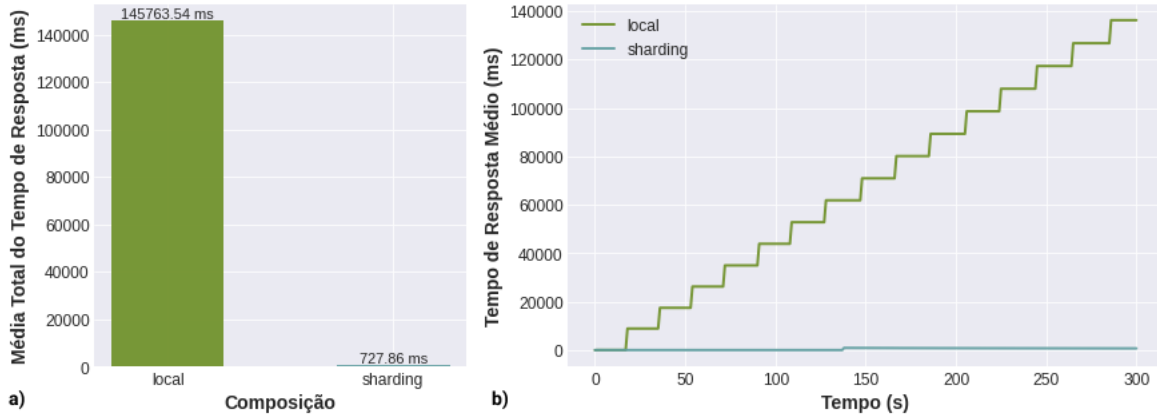 145763.54 ms
140000
120000
100000
80000
60000
40000
20000
0
Média Total do Tempo de Resposta (ms)
727.86 ms
local
sharding
Composição
a)
140000
120000
100000
80000
60000
40000
20000
0
Tempo de Resposta Médio (ms)
local
sharding
0 50 100 150 200 250 300
Tempo (s)
b)